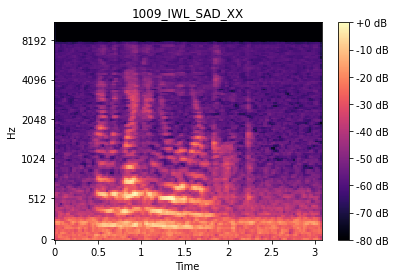 1009_IWL_SAD_XX
Hz
8192
4096
2048
1024
512
0
0
0.5
1
1.5
2
2.5
3
Time
+0 dB
-10 dB
-20 dB
-30 dB
-40 dB
-50 dB
-60 dB
-70 dB
-80 dB